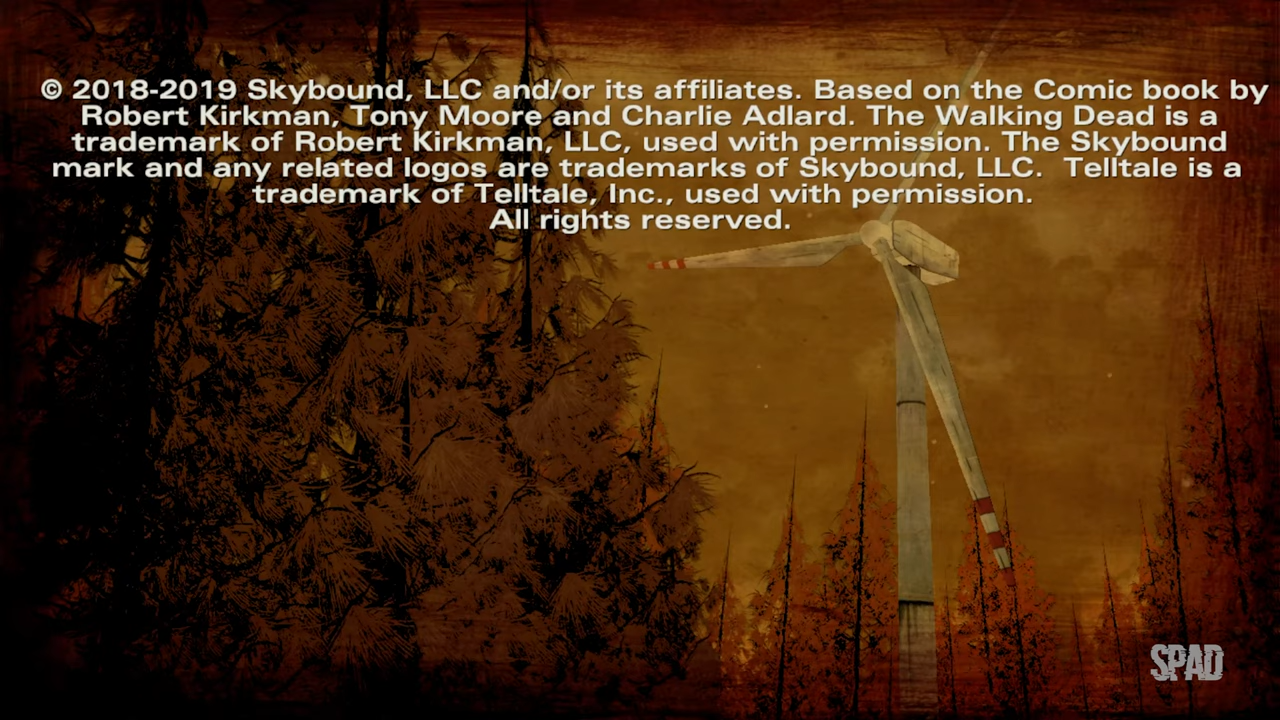 © 2018-2019 Skybound, LLC and/or its affiliates. Based on the Comic book by
Robert Kirkman, Tony Moore and Charlie Adlard. The Walking Dead is a
trademark of Robert Kirkman, LLC, used with permission. The Skybound
mark and any related logos are trademarks of Skybound, LLC.  Telltale is a
trademark of Telltale, Inc., used with permission.
All rights reserved.
SPAD